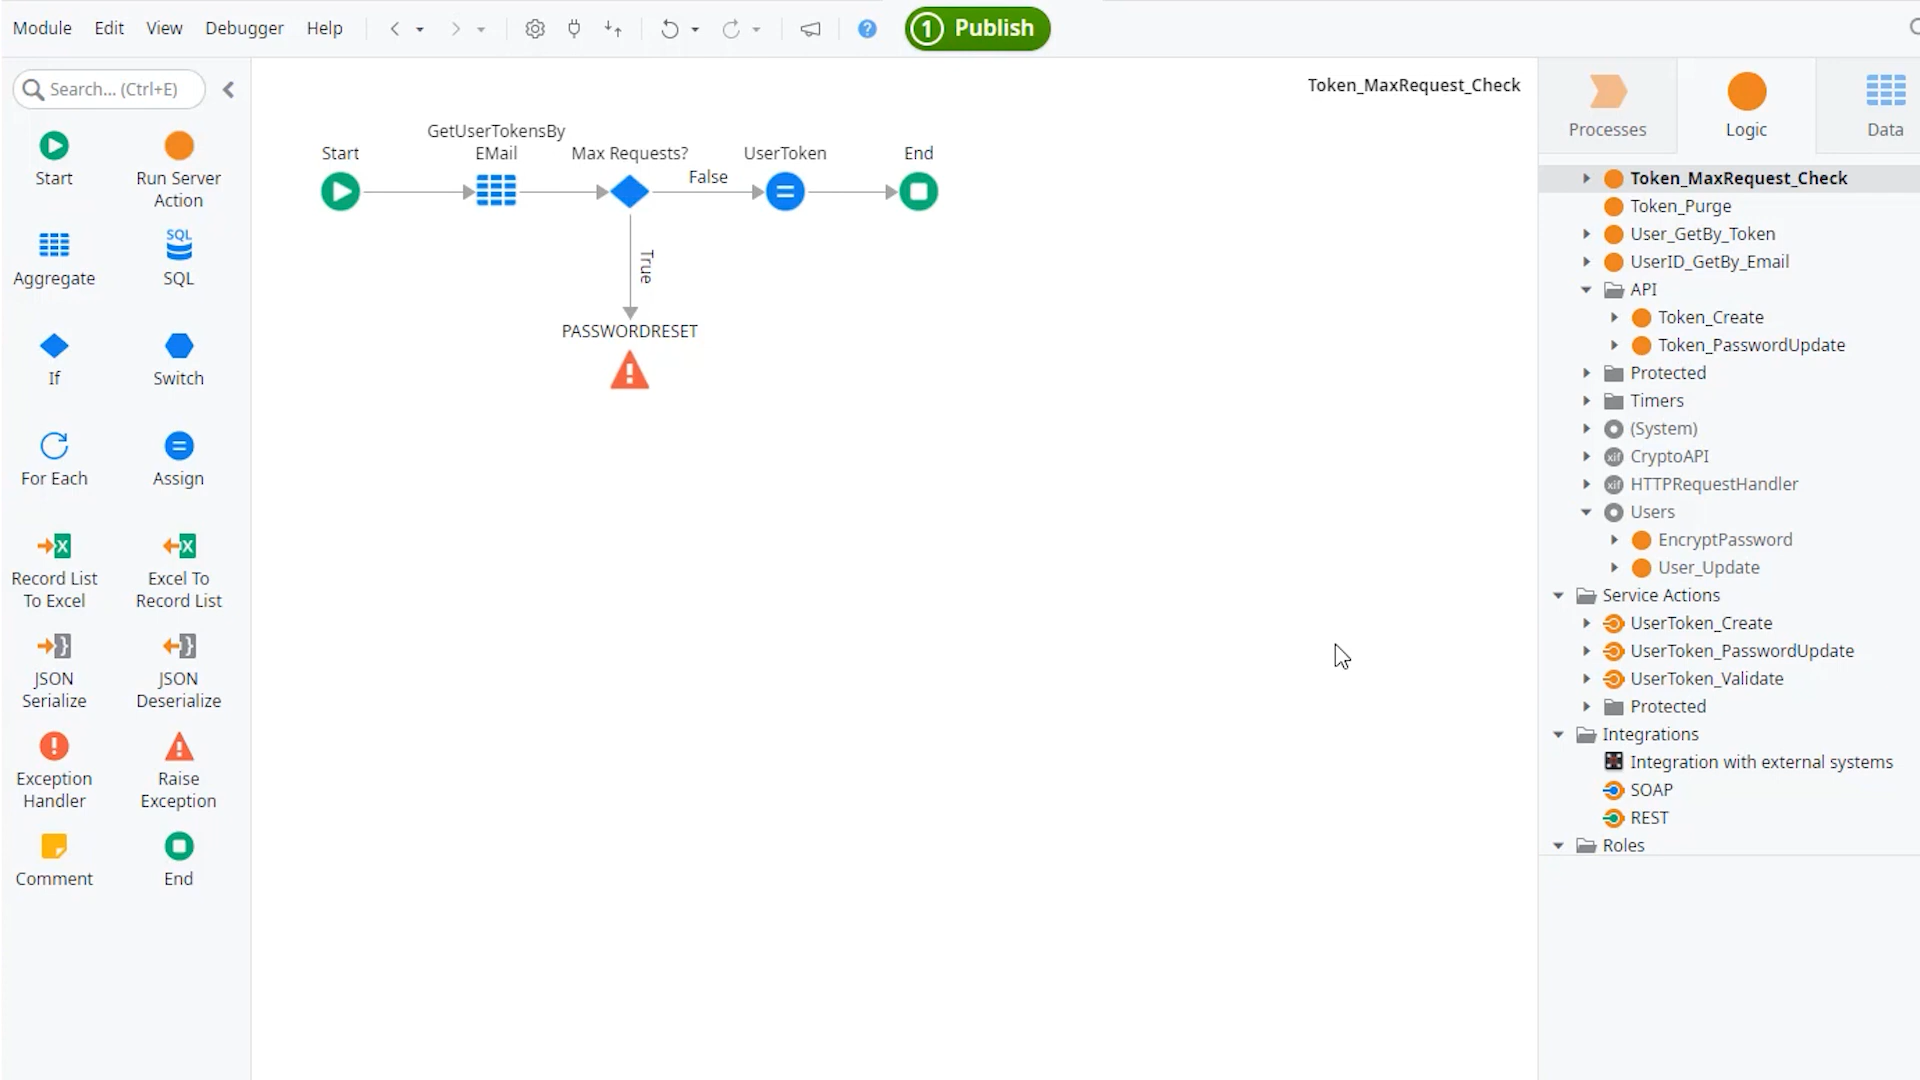 Module Edit View Debugger Help
? 1 Publish
Search... (Ctrl+E)
Start
Run Server
Action
Aggregate
SQL
SQL
If
Switch
For Each
Assign
Record List
To Excel
Excel To
Record List
JSON
Serialize
JSON
Deserialize
Exception
Handler
Raise
Exception
Comment
End
Token_MaxRequest_Check
Start
GetUserTokensBy
EMail
Max Requests?
False
UserToken
End
True
PASSWORDRESET
Processes
Logic
Data
Token_MaxRequest_Check
Token_Purge
User_GetBy_Token
UserID_GetBy_Email
API
Token_Create
Token_PasswordUpdate
Protected
Timers
(System)
xif CryptoAPI
xif HTTPRequestHandler
Users
EncryptPassword
User_Update
Service Actions
UserToken_Create
UserToken_PasswordUpdate
UserToken_Validate
Protected
Integrations
Integration with external systems
SOAP
REST
Roles